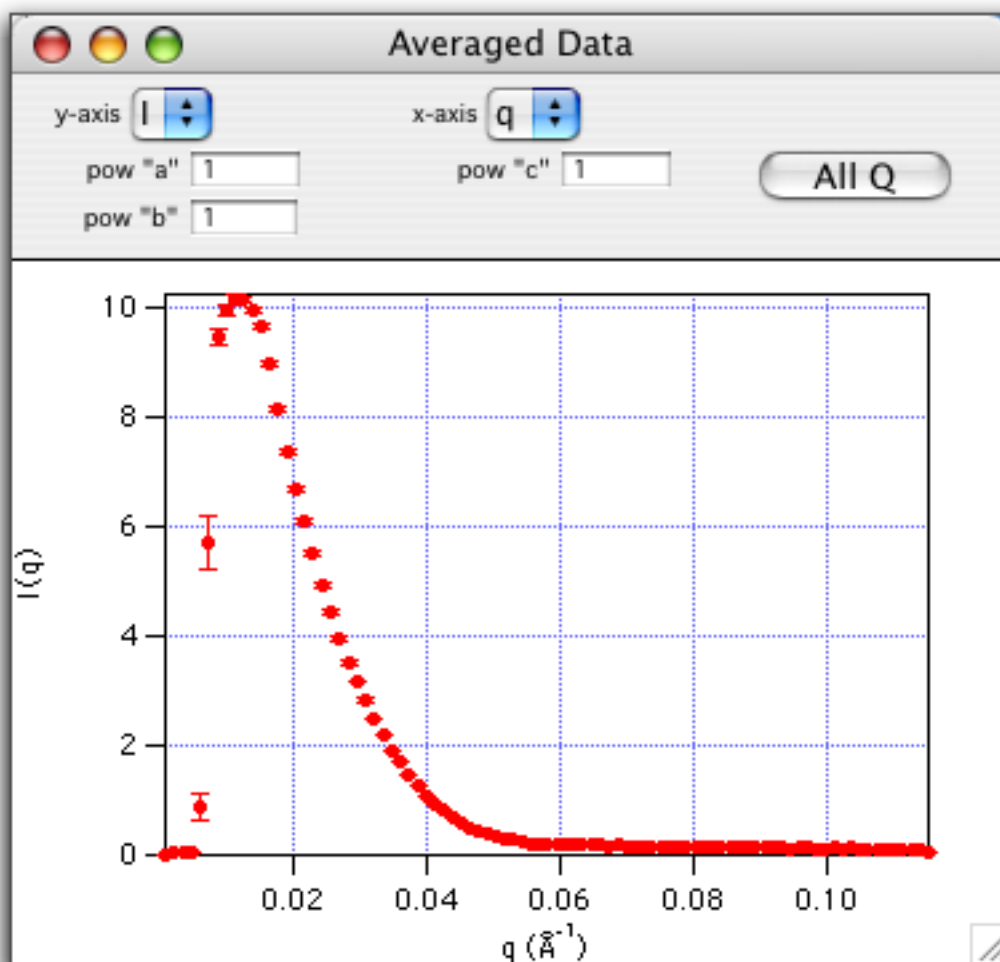 Averaged Data
y-axis I x-axis q
pow "a" 1 pow "c" 1 All Q
pow "b" 1
10
8
6
4
2
0
I(q)
0.02 0.04 0.06 0.08 0.10
q (Å⁻¹)